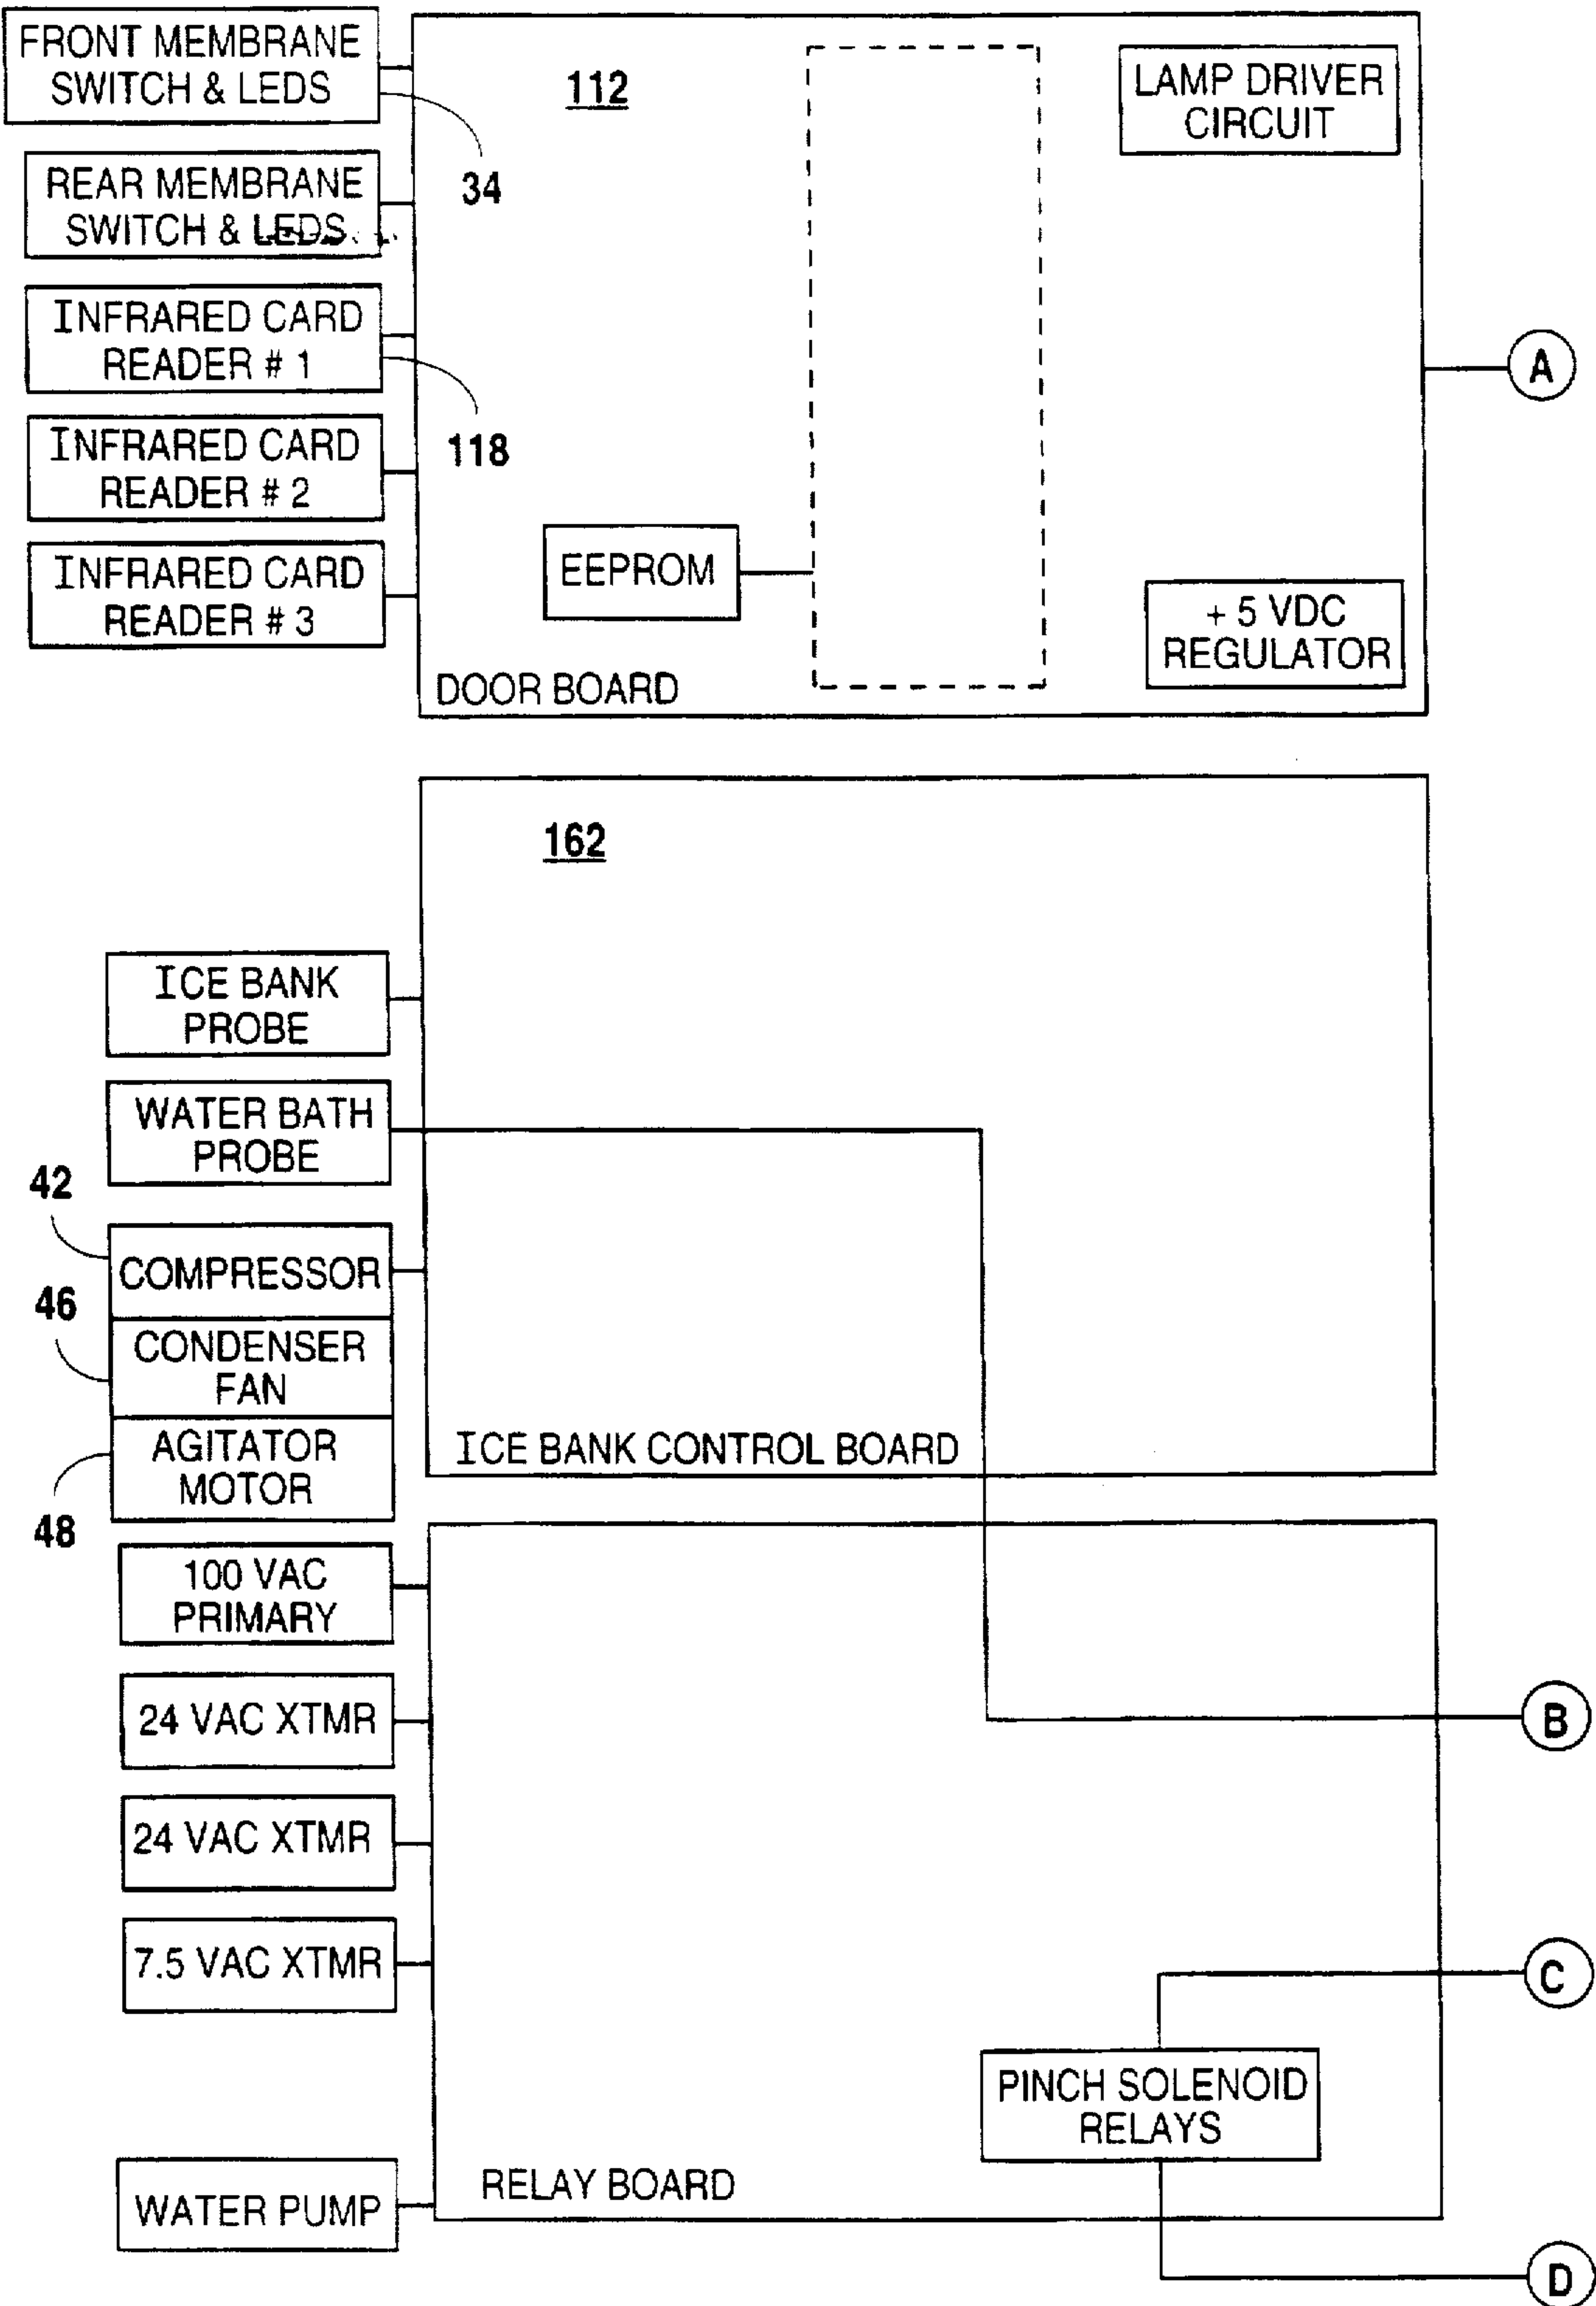 FRONT MEMBRANE
SWITCH & LEDS
34
REAR MEMBRANE
SWITCH & LEDS
INFRARED CARD
READER # 1
118
INFRARED CARD
READER # 2
INFRARED CARD
READER # 3
112
LAMP DRIVER
CIRCUIT
EEPROM
+ 5 VDC
REGULATOR
DOOR BOARD
A
162
ICE BANK
PROBE
WATER BATH
PROBE
42
COMPRESSOR
46
CONDENSER
FAN
AGITATOR
MOTOR
48
ICE BANK CONTROL BOARD
100 VAC
PRIMARY
24 VAC XTMR
B
24 VAC XTMR
7.5 VAC XTMR
C
PINCH SOLENOID
RELAYS
WATER PUMP
RELAY BOARD
D